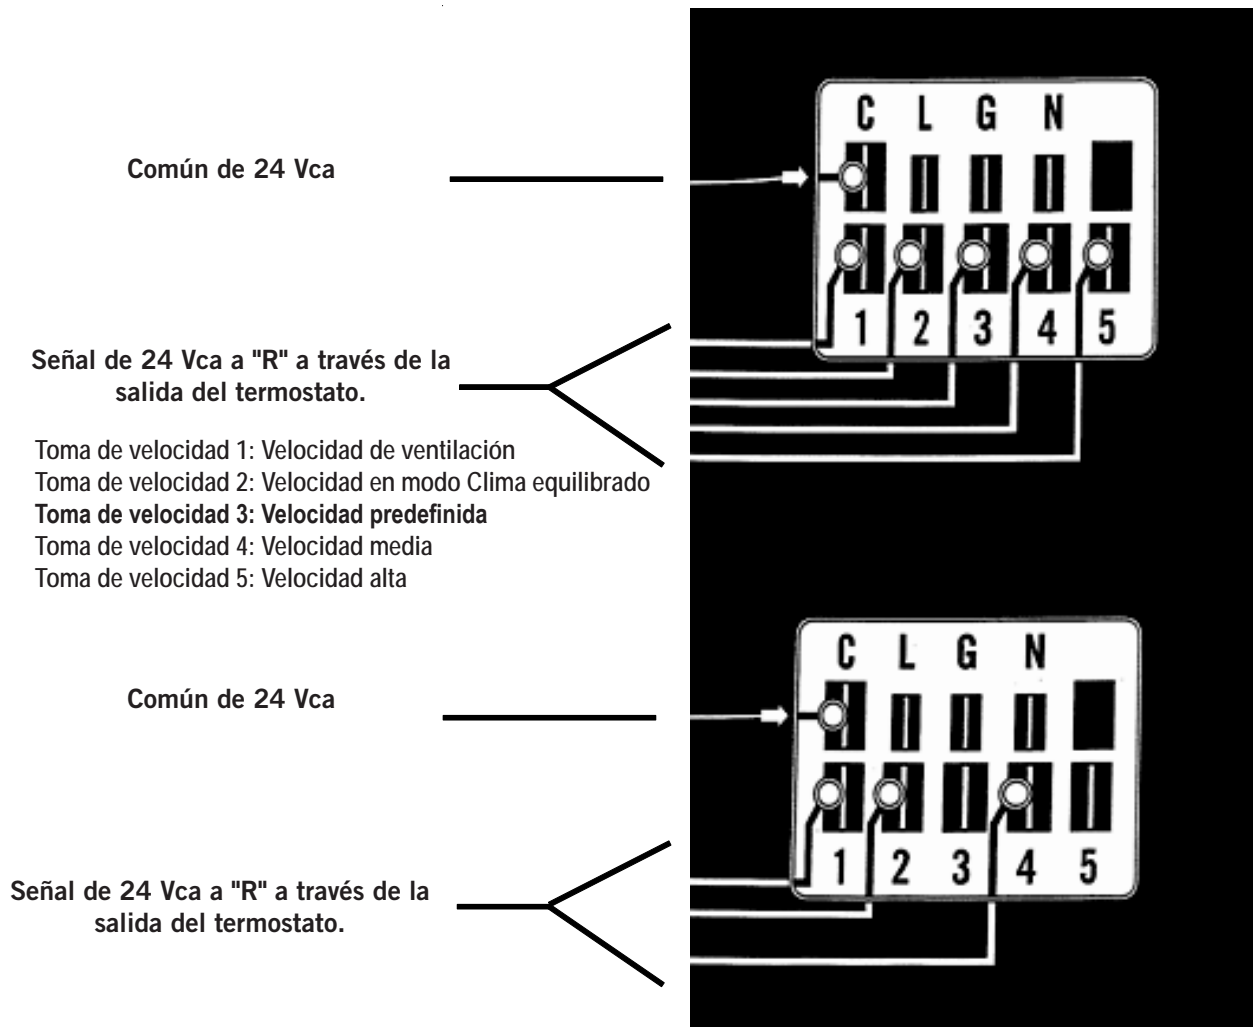 C L G N
Común de 24 Vca
1 2 3 4 5
Señal de 24 Vca a "R" a través de la
salida del termostato.
Toma de velocidad 1: Velocidad de ventilación
Toma de velocidad 2: Velocidad en modo Clima equilibrado
Toma de velocidad 3: Velocidad predefinida
Toma de velocidad 4: Velocidad media
Toma de velocidad 5: Velocidad alta
C L G N
Común de 24 Vca
1 2 3 4 5
Señal de 24 Vca a "R" a través de la
salida del termostato.